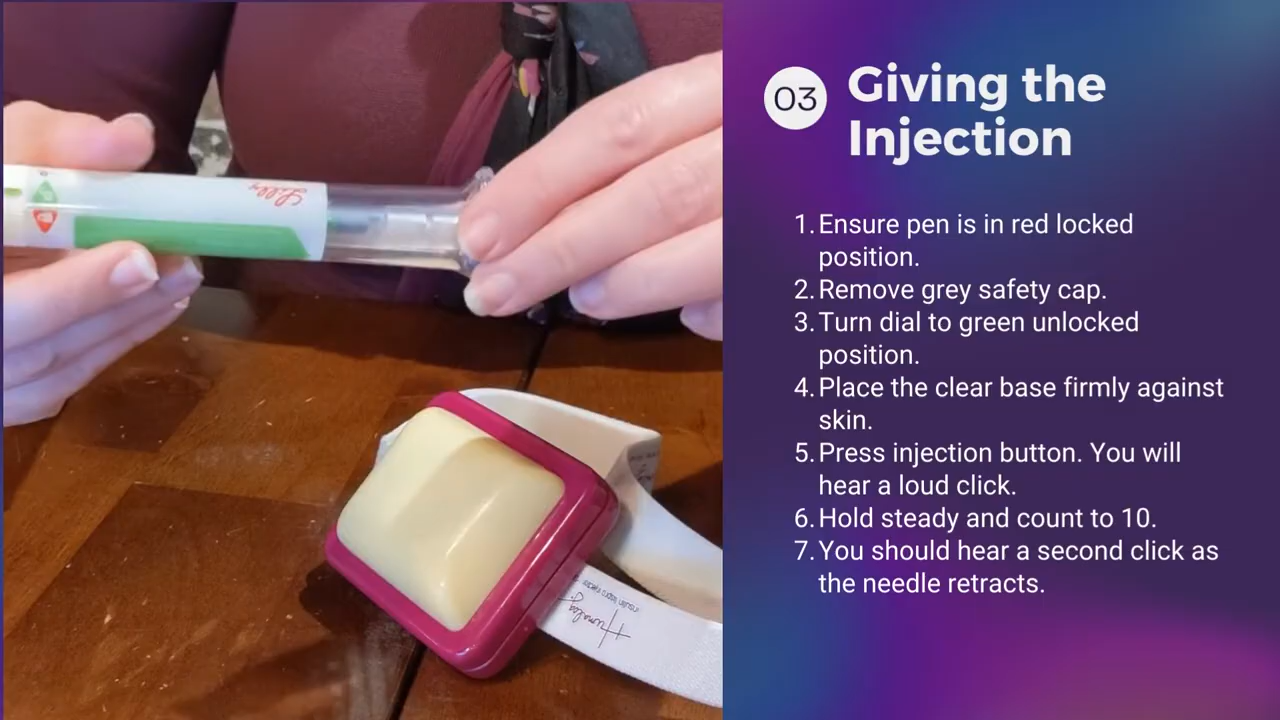 Lilly
03
Giving the
Injection
1. Ensure pen is in red locked
position.
2. Remove grey safety cap.
3. Turn dial to green unlocked
position.
4. Place the clear base firmly against
skin.
5. Press injection button. You will
hear a loud click.
6. Hold steady and count to 10.
7. You should hear a second click as
the needle retracts.
Humalog